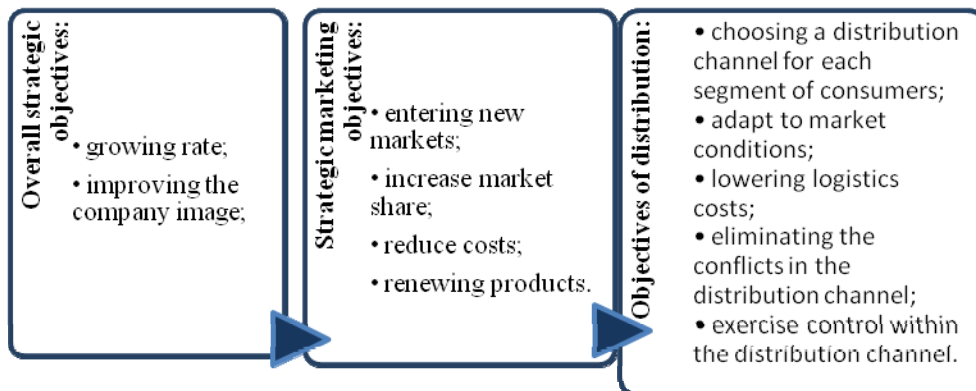 Overall strategic
objectives:
• growing rate;
• improving the
company image;
Strategic marketing
objectives:
• entering new
markets;
• increase market
share;
• reduce costs;
• renewing products.
Objectives of distribution:
• choosing a distribution
channel for each
segment of consumers;
• adapt to market
conditions;
• lowering logistics
costs;
• eliminating the
conflicts in the
distribution channel;
• exercise control within
the distribution channel.